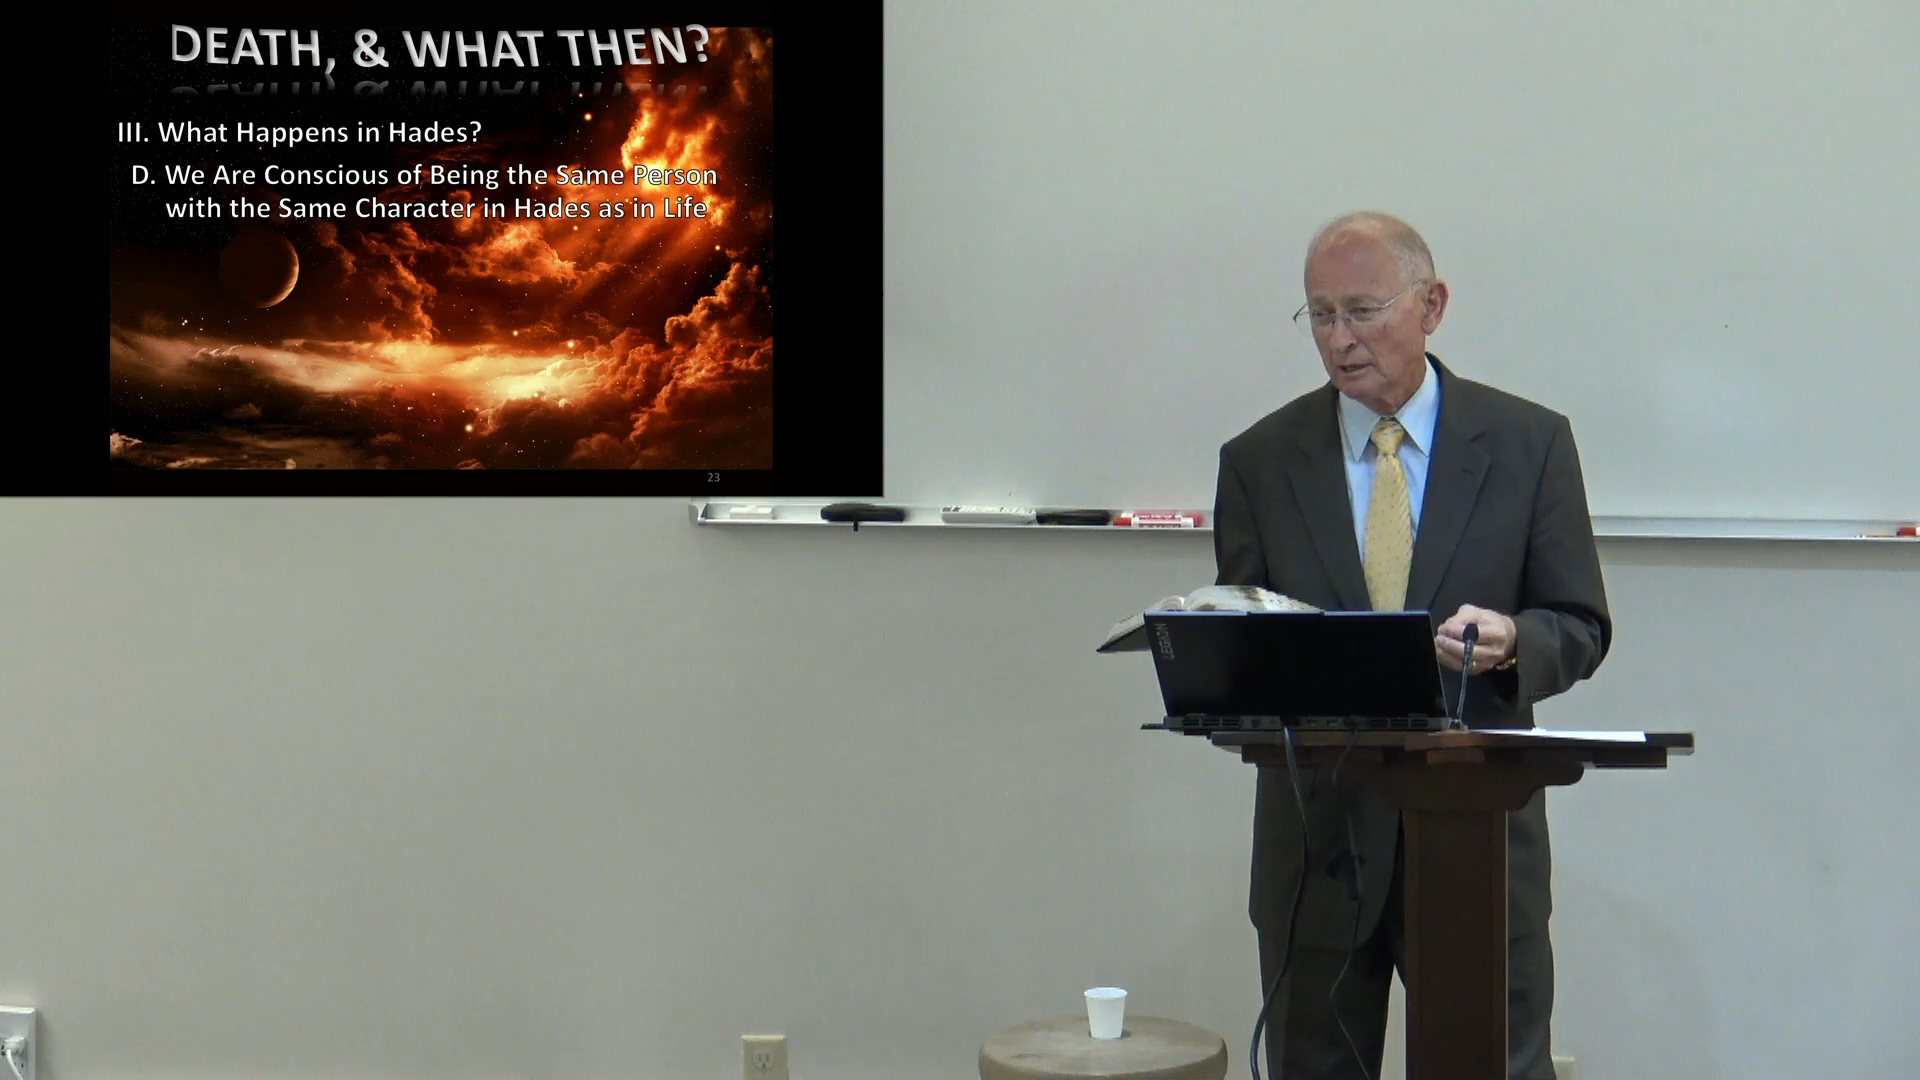 DEATH, & WHAT THEN?
III. What Happens in Hades?
D. We Are Conscious of Being the Same Person
with the Same Character in Hades as in Life
23
LEGION